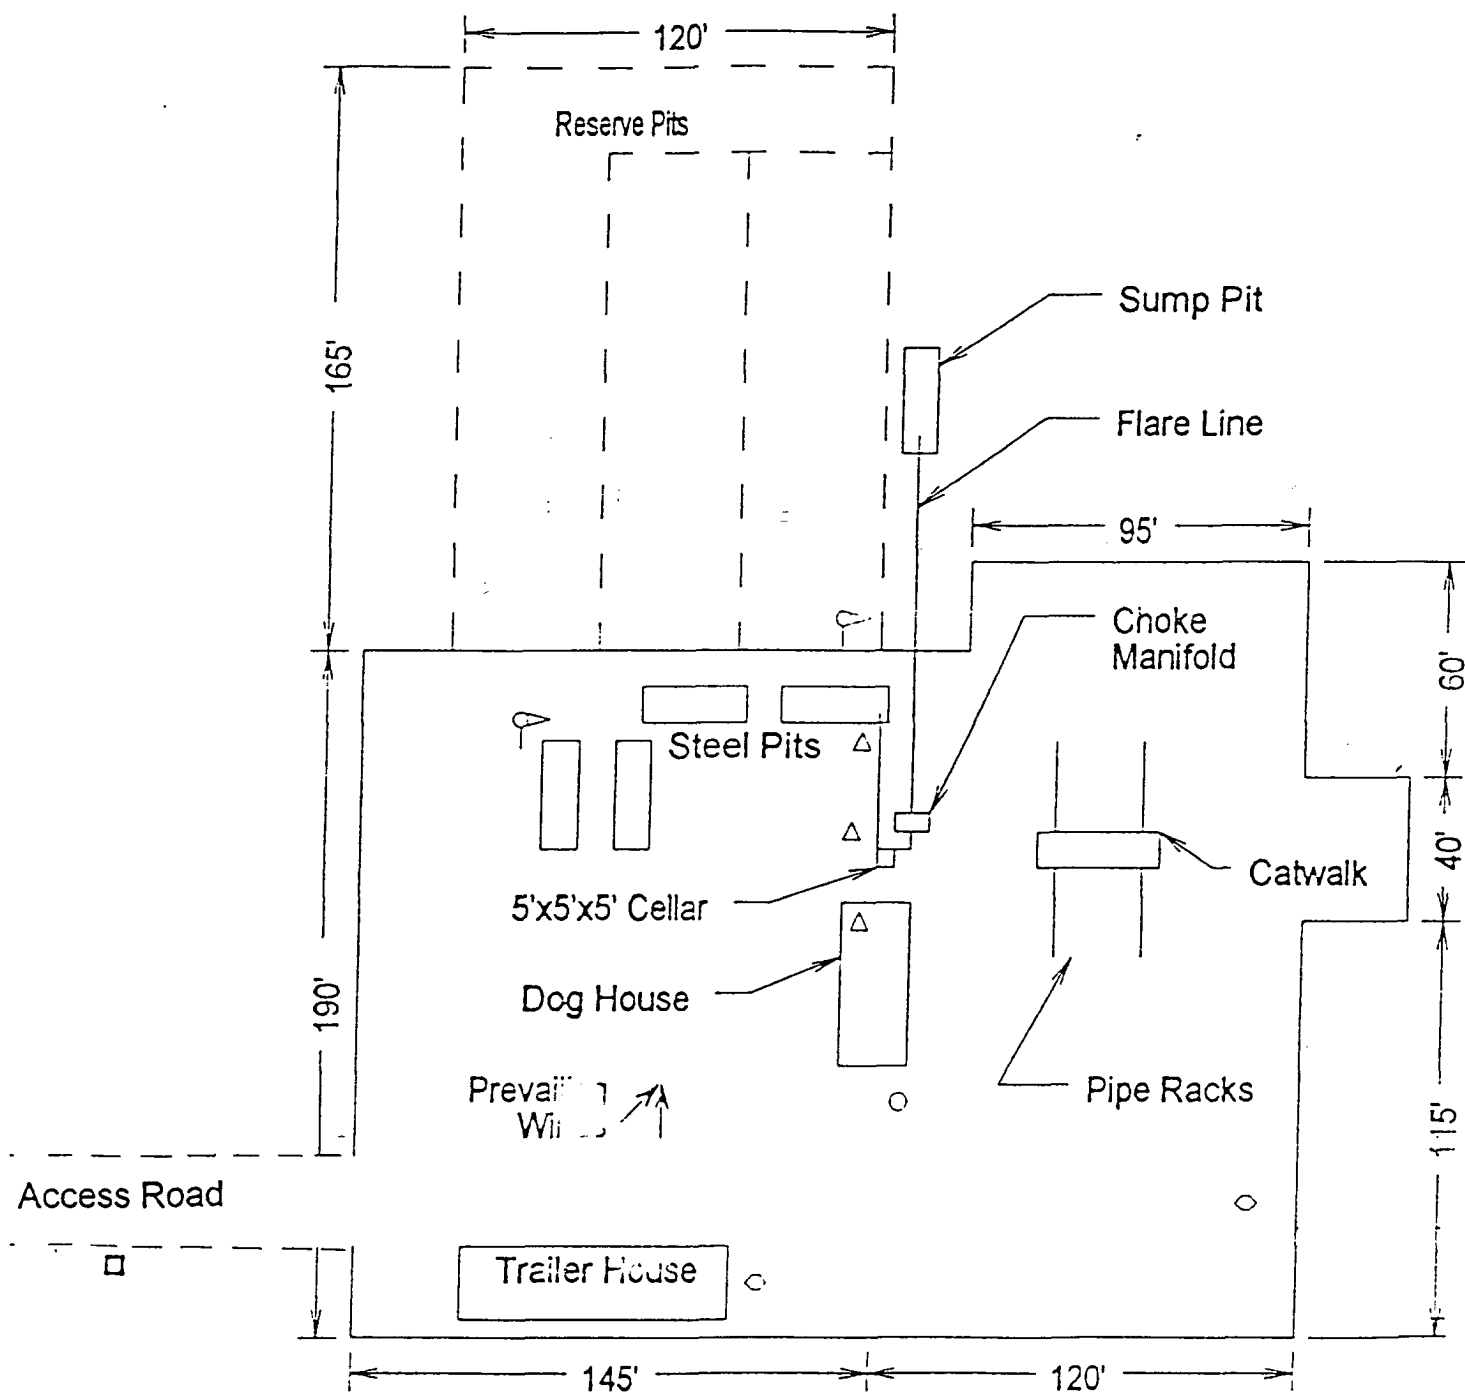 120'
Reserve Pits
Sump Pit
165'
Flare Line
95'
Choke
Manifold
60'
Steel Pits
40'
Catwalk
5'x5'x5' Cellar
Dog House
190'
Pipe Racks
115'
Access Road
Trailer House
145'
120'